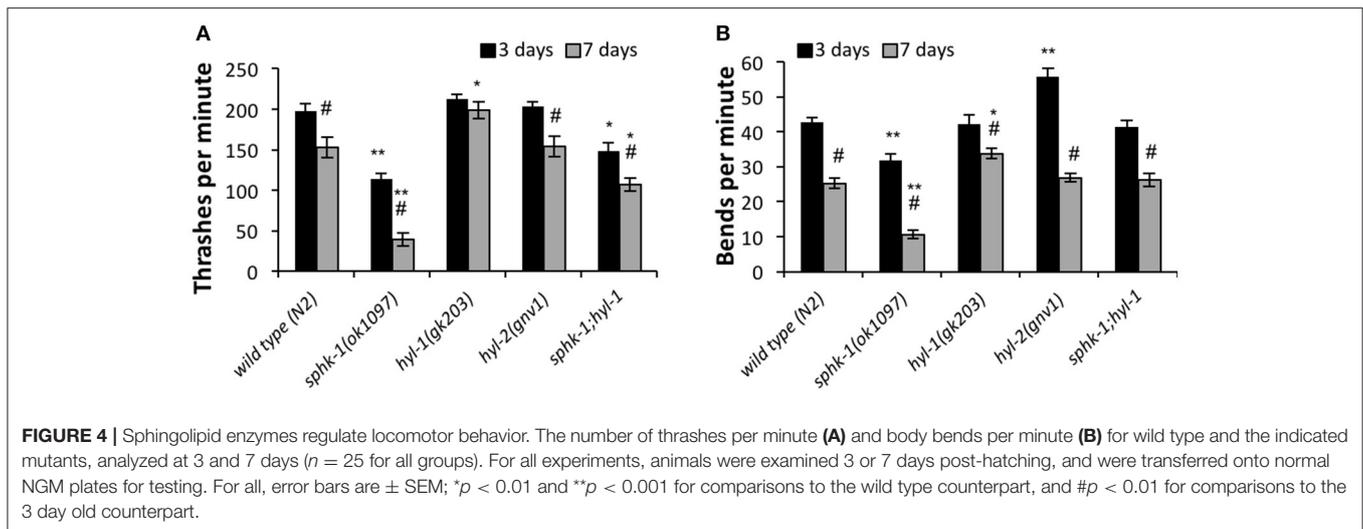 A
3 days 7 days
Thrashes per minute
250
200
150
100
50
0
#
**
**
#
*
#
*
*
#
wild type (N2)
sphk-1(ok1097)
hyl-1(gk203)
hyl-2(gnv1)
sphk-1;hyl-1
B
3 days 7 days
Bends per minute
60
50
40
30
20
10
0
#
**
**
#
*
#
**
#
#
wild type (N2)
sphk-1(ok1097)
hyl-1(gk203)
hyl-2(gnv1)
sphk-1;hyl-1
FIGURE 4 | Sphingolipid enzymes regulate locomotor behavior. The number of thrashes per minute (A) and body bends per minute (B) for wild type and the indicated
mutants, analyzed at 3 and 7 days (n = 25 for all groups). For all experiments, animals were examined 3 or 7 days post-hatching, and were transferred onto normal
NGM plates for testing. For all, error bars are ± SEM; *p < 0.01 and **p < 0.001 for comparisons to the wild type counterpart, and #p < 0.01 for comparisons to the
3 day old counterpart.